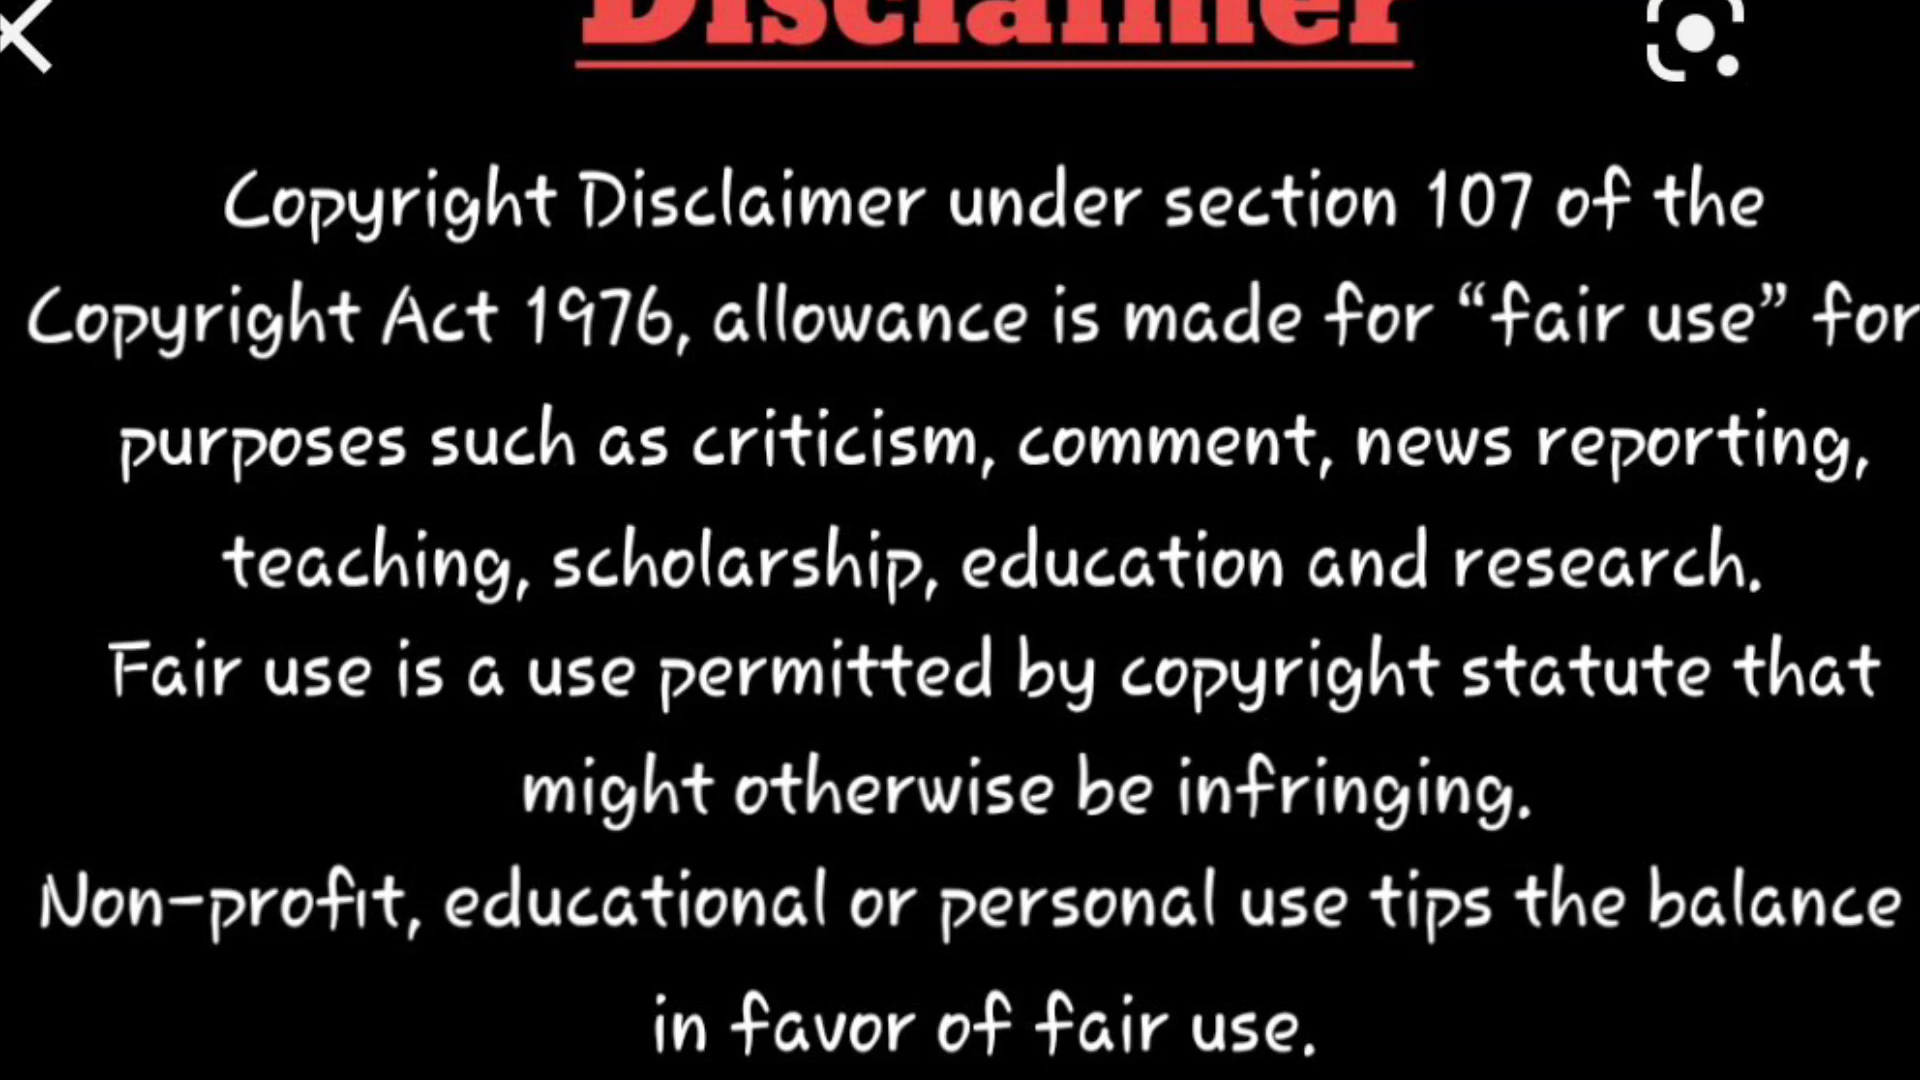 Disclaimer
Copyright Disclaimer under section 107 of the
Copyright Act 1976, allowance is made for “fair use” for
purposes such as criticism, comment, news reporting,
teaching, scholarship, education and research.
Fair use is a use permitted by copyright statute that
might otherwise be infringing.
Non-profit, educational or personal use tips the balance
in favor of fair use.